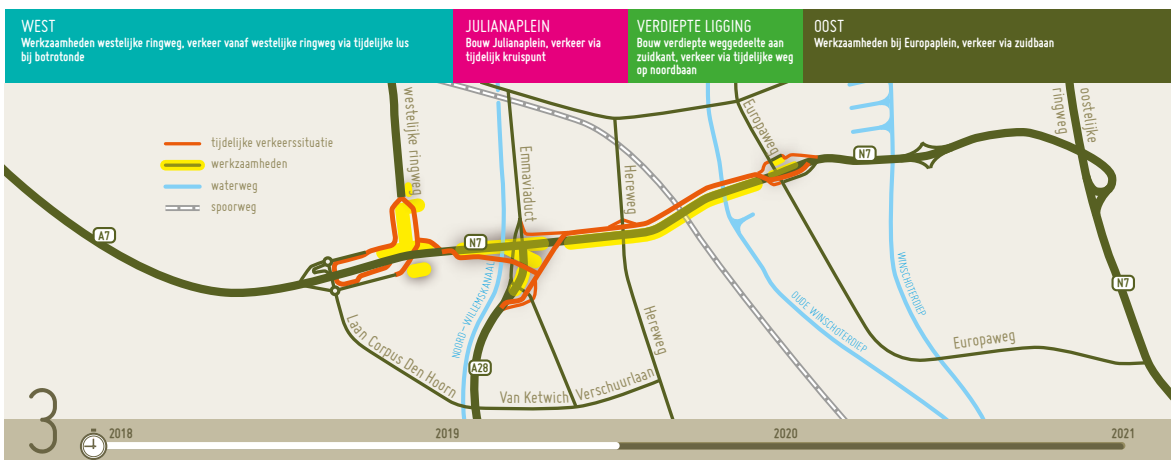 WEST
Werkzaamheden westelijke ringweg, verkeer vanaf westelijke ringweg via tijdelijke lus
bij botrotonde
JULIANAPLEIN
Bouw Julianaplein, verkeer via
tijdelijk kruispunt
VERDIEPTE LIGGING
Bouw verdiepte weggedeelte aan
zuidkant, verkeer via tijdelijke weg
op noordbaan
OOST
Werkzaamheden bij Europaplein, verkeer via zuidbaan
tijdelijke verkeerssituatie
werkzaamheden
waterweg
spoorweg
westelijke ringweg
Emmaviaduct
Hereweg
Europaweg
oostelijke
ringweg
A7
N7
N7
N7
A28
NOORD-WILLEMSKANAAL
OUDE WINSCHOTERDIEP
WINSCHOTERDIEP
Laan Corpus Den Hoorn
Van Ketwich Verschuurlaan
Hereweg
Europaweg
3
2018
2019
2020
2021